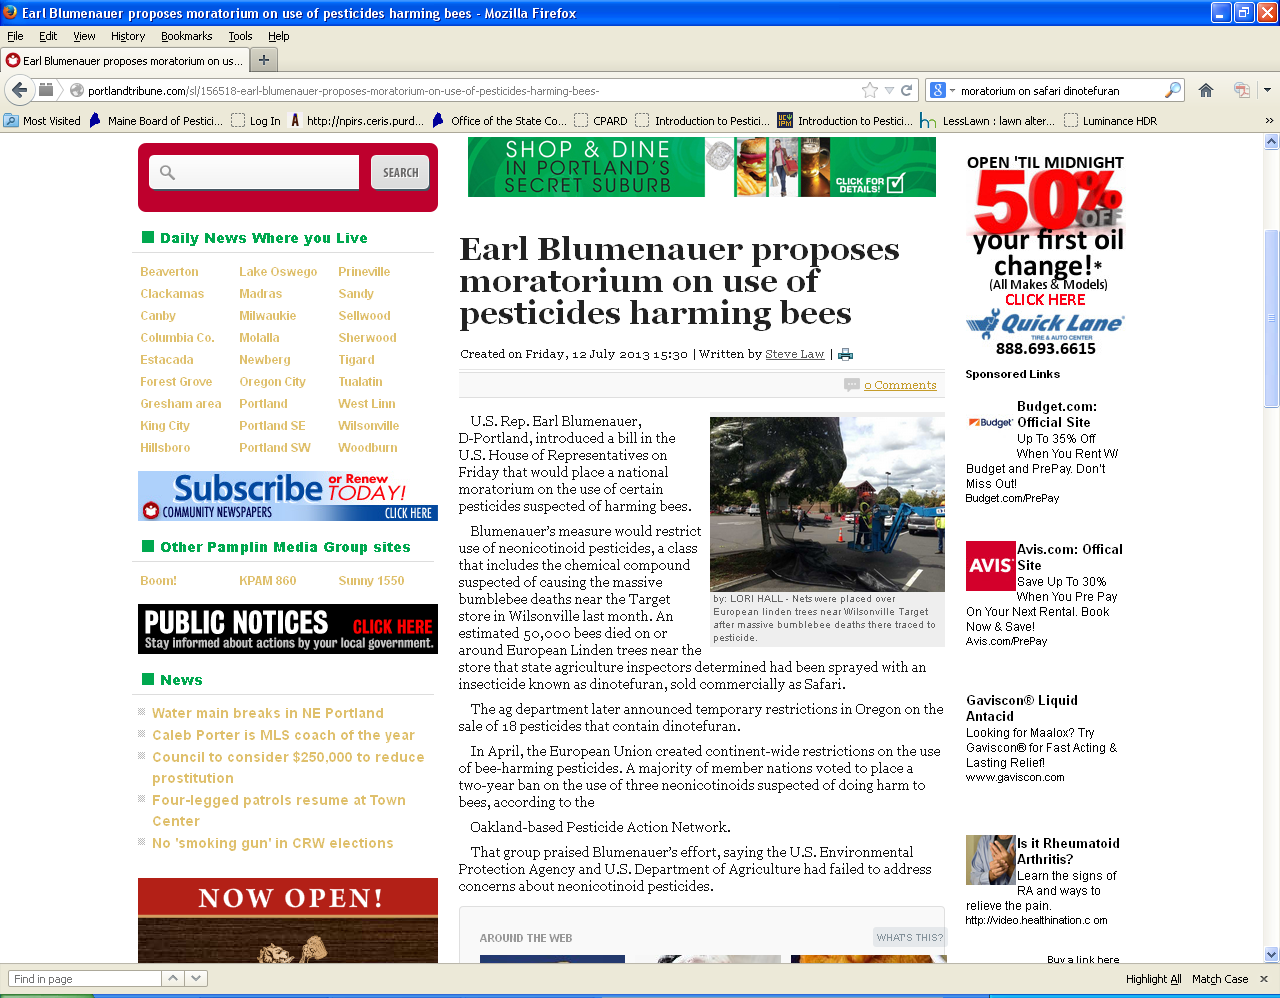 Earl Blumenauer proposes moratorium on use of pesticides harming bees - Mozilla Firefox
File Edit View History Bookmarks Tools Help
Earl Blumenauer proposes moratorium on us...
portlandtribune.com/sl/156518-earl-blumenauer-proposes-moratorium-on-use-of-pesticides-harming-bees-
moratorium on safari dinotefuran
Most Visited Maine Board of Pestici... Log In http://npirs.ceris.purd... Office of the State Co... CPARD Introduction to Pestici... Introduction to Pestici... LessLawn : lawn alter... Luminance HDR »
SEARCH
Daily News Where you Live
Beaverton Lake Oswego Prineville
Clackamas Madras Sandy
Canby Milwaukie Sellwood
Columbia Co. Molalla Sherwood
Estacada Newberg Tigard
Forest Grove Oregon City Tualatin
Gresham area Portland West Linn
King City Portland SE Wilsonville
Hillsboro Portland SW Woodburn
Subscribe or Renew TODAY!
COMMUNITY NEWSPAPERS CLICK HERE
Other Pamplin Media Group sites
Boom! KPAM 860 Sunny 1550
PUBLIC NOTICES CLICK HERE
Stay informed about actions by your local government.
News
Water main breaks in NE Portland
Caleb Porter is MLS coach of the year
Council to consider $250,000 to reduce
prostitution
Four-legged patrols resume at Town
Center
No 'smoking gun' in CRW elections
NOW OPEN!
SHOP & DINE
IN PORTLAND'S
SECRET SUBURB
CLICK FOR
DETAILS!
Earl Blumenauer proposes
moratorium on use of
pesticides harming bees
Created on Friday, 12 July 2013 15:30 | Written by Steve Law |
0 Comments
U.S. Rep. Earl Blumenauer,
D-Portland, introduced a bill in the
U.S. House of Representatives on
Friday that would place a national
moratorium on the use of certain
pesticides suspected of harming bees.
Blumenauer's measure would restrict
use of neonicotinoid pesticides, a class
that includes the chemical compound
suspected of causing the massive
bumblebee deaths near the Target
store in Wilsonville last month. An
estimated 50,000 bees died on or
around European Linden trees near the
store that state agriculture inspectors determined had been sprayed with an
insecticide known as dinotefuran, sold commercially as Safari.
by: LORI HALL - Nets were placed over
European linden trees near Wilsonville Target
after massive bumblebee deaths there traced to
pesticide.
The ag department later announced temporary restrictions in Oregon on the
sale of 18 pesticides that contain dinotefuran.
In April, the European Union created continent-wide restrictions on the use
of bee-harming pesticides. A majority of member nations voted to place a
two-year ban on the use of three neonicotinoids suspected of doing harm to
bees, according to the
Oakland-based Pesticide Action Network.
That group praised Blumenauer's effort, saying the U.S. Environmental
Protection Agency and U.S. Department of Agriculture had failed to address
concerns about neonicotinoid pesticides.
AROUND THE WEB WHAT'S THIS?
OPEN 'TIL MIDNIGHT
50% OFF
your first oil
change!*
(All Makes & Models)
CLICK HERE
Quick Lane
TIRE & AUTO CENTER
888.693.6615
Sponsored Links
Budget
Budget.com:
Official Site
Up To 35% Off
When You Rent W/
Budget and PrePay. Don't
Miss Out!
Budget.com/PrePay
AVIS
Avis.com: Offical
Site
Save Up To 30%
When You Pre Pay
On Your Next Rental. Book
Now & Save!
Avis.com/PrePay
Gaviscon® Liquid
Antacid
Looking for Maalox? Try
Gaviscon® for Fast Acting &
Lasting Relief!
www.gaviscon.com
Is it Rheumatoid
Arthritis?
Learn the signs of
RA and ways to
relieve the pain.
http://video.healthination.c om
Buy a link here
Find in page Highlight All Match Case